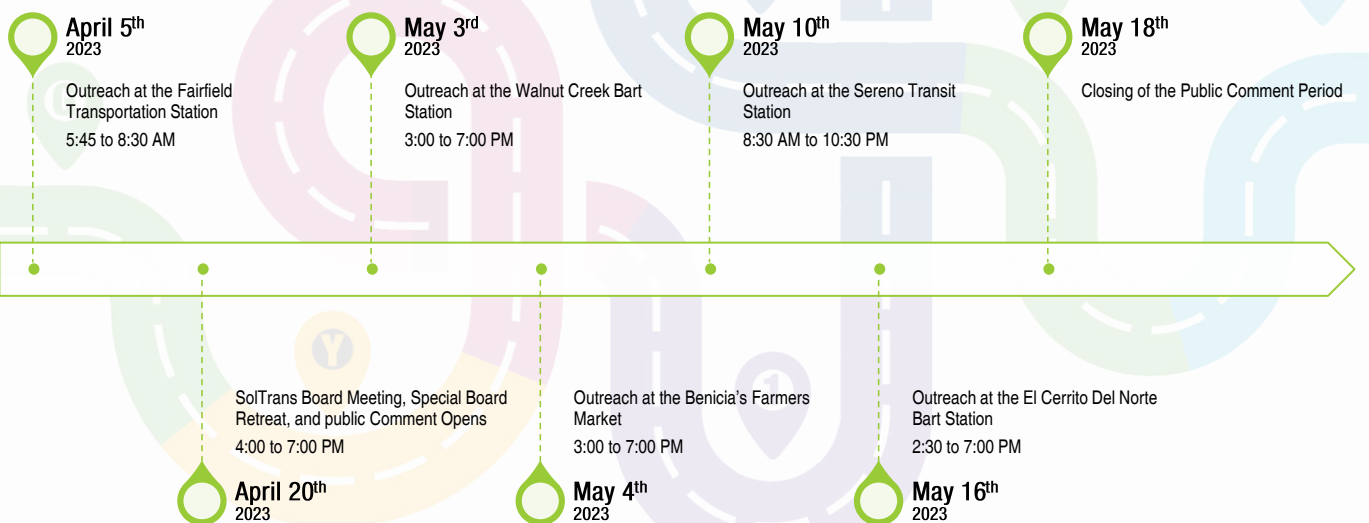 April 5th
2023
Outreach at the Fairfield
Transportation Station
5:45 to 8:30 AM
May 3rd
2023
Outreach at the Walnut Creek Bart
Station
3:00 to 7:00 PM
May 10th
2023
Outreach at the Sereno Transit
Station
8:30 AM to 10:30 PM
May 18th
2023
Closing of the Public Comment Period
Y
1
SolTrans Board Meeting, Special Board
Retreat, and public Comment Opens
4:00 to 7:00 PM
April 20th
2023
Outreach at the Benicia’s Farmers
Market
3:00 to 7:00 PM
May 4th
2023
Outreach at the El Cerrito Del Norte
Bart Station
2:30 to 7:00 PM
May 16th
2023